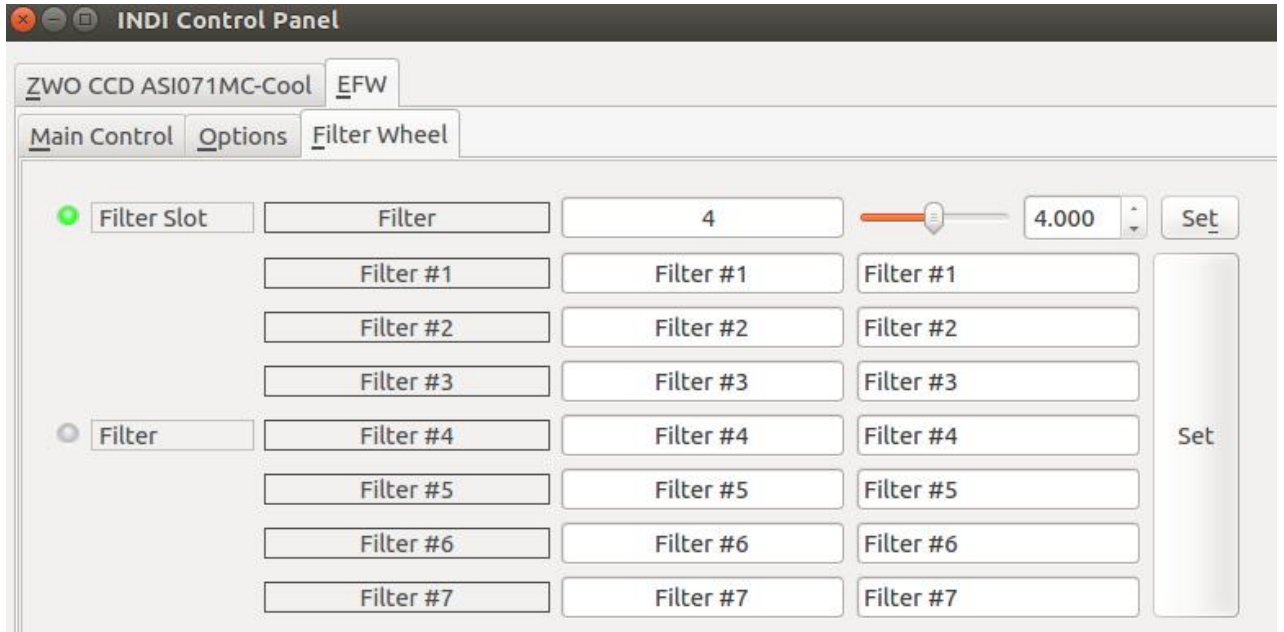 INDI Control Panel
ZWO CCD ASI071MC-Cool EFW
Main Control Options Filter Wheel
Filter Slot Filter 4 4.000 Set
Filter #1 Filter #1 Filter #1
Filter #2 Filter #2 Filter #2
Filter #3 Filter #3 Filter #3
Filter Filter #4 Filter #4 Filter #4 Set
Filter #5 Filter #5 Filter #5
Filter #6 Filter #6 Filter #6
Filter #7 Filter #7 Filter #7